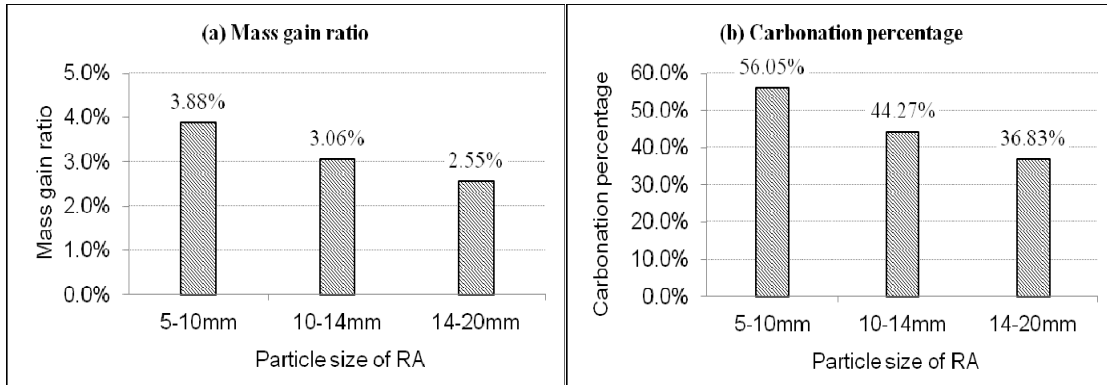 (a) Mass gain ratio
5.0%
4.0%
3.0%
2.0%
1.0%
0.0%
Mass gain ratio
3.88%
3.06%
2.55%
5-10mm 10-14mm 14-20mm
Particle size of RA
(b) Carbonation percentage
60.0%
50.0%
40.0%
30.0%
20.0%
10.0%
0.0%
Carbonation percentage
56.05%
44.27%
36.83%
5-10mm 10-14mm 14-20mm
Particle size of RA